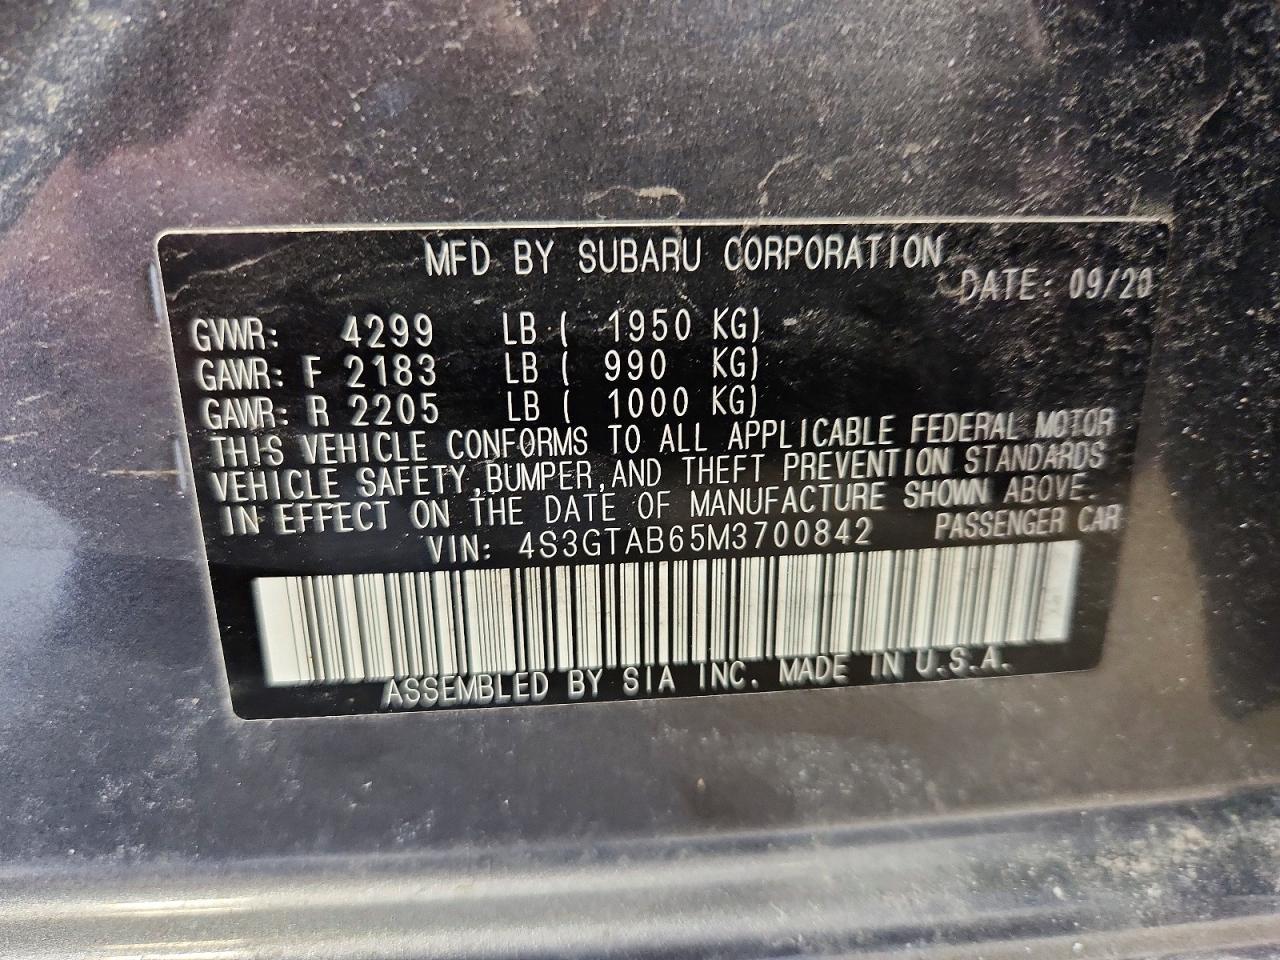 MFD BY SUBARU CORPORATION
DATE: 09/20
GVWR: 4299 LB ( 1950 KG)
GAWR: F 2183 LB ( 990 KG)
GAWR: R 2205 LB ( 1000 KG)
THIS VEHICLE CONFORMS TO ALL APPLICABLE FEDERAL MOTOR
VEHICLE SAFETY,BUMPER,AND THEFT PREVENTION STANDARDS
IN EFFECT ON THE DATE OF MANUFACTURE SHOWN ABOVE.
VIN: 4S3GTAB65M3700842 PASSENGER CAR
ASSEMBLED BY SIA INC. MADE IN U.S.A.